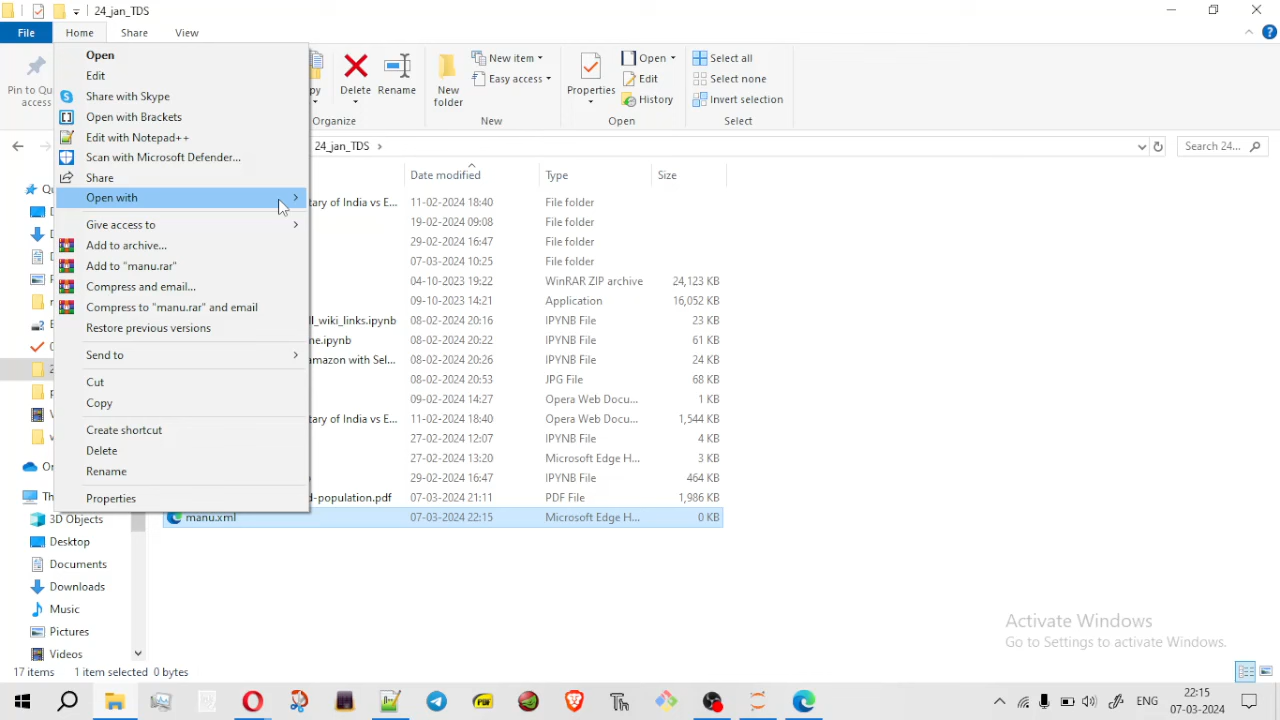 24_jan_TDS
File
Home
Share
View
Open
Edit
Share with Skype
Open with Brackets
Edit with Notepad++
Scan with Microsoft Defender...
Share
Open with
Give access to
Add to archive...
Add to "manu.rar"
Compress and email...
Compress to "manu.rar" and email
Restore previous versions
Send to
Cut
Copy
Create shortcut
Delete
Rename
Properties
Pin to Qu
access
Delete
Rename
Organize
New
folder
New item
Easy access
New
Properties
Open
Edit
History
Open
Select all
Select none
Invert selection
Select
24_jan_TDS
Search 24...
Date modified Type Size
tary of India vs E... 11-02-2024 18:40 File folder
19-02-2024 09:08 File folder
29-02-2024 16:47 File folder
07-03-2024 10:25 File folder
04-10-2023 19:22 WinRAR ZIP archive 24,123 KB
09-10-2023 14:21 Application 16,052 KB
ll_wiki_links.ipynb 08-02-2024 20:16 IPYNB File 23 KB
ne.ipynb 08-02-2024 20:22 IPYNB File 61 KB
amazon with Sel... 08-02-2024 20:26 IPYNB File 24 KB
08-02-2024 20:53 JPG File 68 KB
09-02-2024 14:27 Opera Web Docu... 1 KB
tary of India vs E... 11-02-2024 18:40 Opera Web Docu... 1,544 KB
27-02-2024 12:07 IPYNB File 4 KB
27-02-2024 13:20 Microsoft Edge H... 3 KB
29-02-2024 16:47 IPYNB File 464 KB
d-population.pdf 07-03-2024 21:11 PDF File 1,986 KB
manu.xml 07-03-2024 22:15 Microsoft Edge H... 0 KB
3D Objects
Desktop
Documents
Downloads
Music
Pictures
Videos
Activate Windows
Go to Settings to activate Windows.
17 items 1 item selected 0 bytes
ENG
22:15
07-03-2024